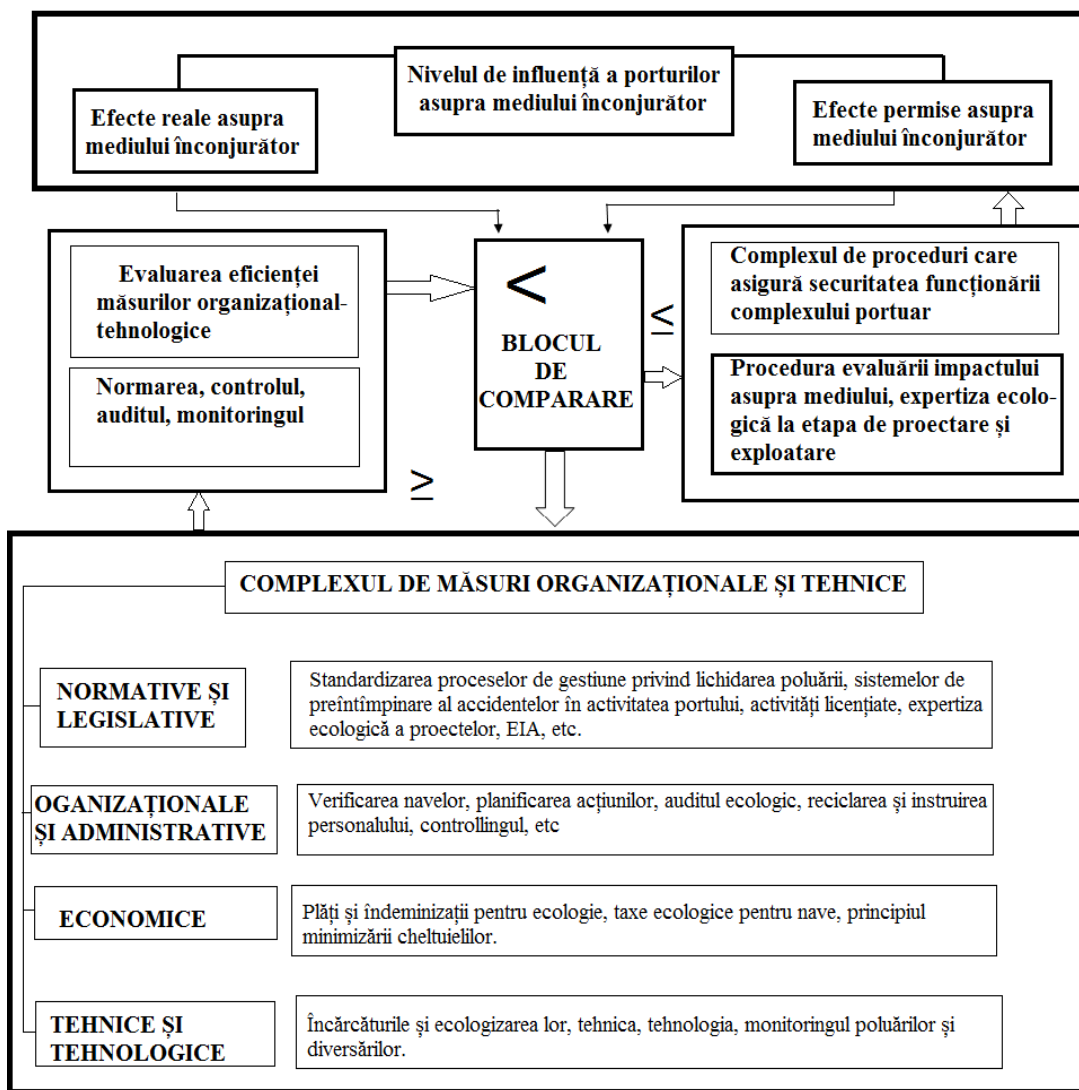 Nivelul de influență a porturilor
asupra mediului înconjurător
Efecte reale asupra
mediului înconjurător
Efecte permise asupra
mediului înconjurător
Evaluarea eficienței
măsurilor organizațional-
tehnologice
Normarea, controlul,
auditul, monitoringul
<
BLOCUL
DE
COMPARARE
≤
≥
Complexul de proceduri care
asigură securitatea funcționării
complexului portuar
Procedura evaluării impactului
asupra mediului, expertiza ecolo-
gică la etapa de proectare și
exploatare
COMPLEXUL DE MĂSURI ORGANIZAȚIONALE ȘI TEHNICE
NORMATIVE ȘI
LEGISLATIVE
Standardizarea proceselor de gestiune privind lichidarea poluării, sistemelor de
preîntîmpinare al accidentelor în activitatea portului, activități licențiate, expertiza
ecologică a proectelor, EIA, etc.
OGANIZAȚIONALE
ȘI ADMINISTRATIVE
Verificarea navelor, planificarea acțiunilor, auditul ecologic, reciclarea și instruirea
personalului, controllingul, etc
ECONOMICE
Plăți și îndeminizații pentru ecologie, taxe ecologice pentru nave, principiul
minimizării cheltuielilor.
TEHNICE ȘI
TEHNOLOGICE
Încărcăturile și ecologizarea lor, tehnica, tehnologia, monitoringul poluărilor și
diversărilor.